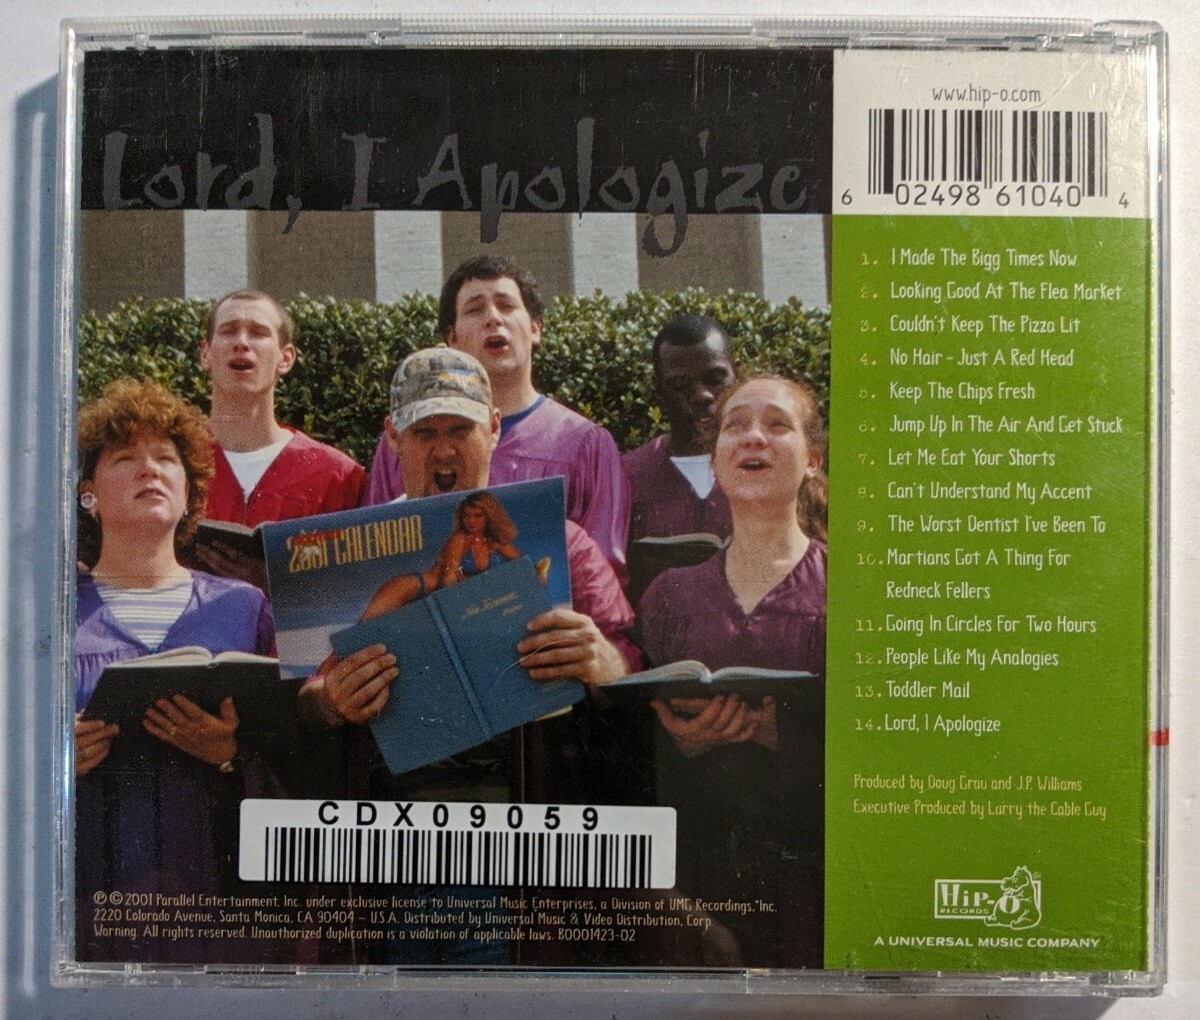 Lord, I Apologize
www.hip-o.com
6 02498 61040 4
1. I Made The Bigg Times Now
2. Looking Good At The Flea Market
3. Couldn't Keep The Pizza Lit
4. No Hair - Just A Red Head
5. Keep The Chips Fresh
6. Jump Up In The Air And Get Stuck
7. Let Me Eat Your Shorts
8. Can't Understand My Accent
9. The Worst Dentist I've Been To
10. Martians Got A Thing For
Redneck Fellers
11. Going In Circles For Two Hours
12. People Like My Analogies
13. Toddler Mail
14. Lord, I Apologize
Produced by Doug Grau and J.P. Williams
Executive Produced by Larry the Cable Guy
HIP-O
RECORDS
®
A UNIVERSAL MUSIC COMPANY
2001 CALENDAR
New Testament
CDX09059
℗ © 2001 Parallel Entertainment, Inc. under exclusive license to Universal Music Enterprises, a Division of UMG Recordings, Inc.
2220 Colorado Avenue, Santa Monica, CA 90404 – U.S.A. Distributed by Universal Music & Video Distribution, Corp.
Warning. All rights reserved. Unauthorized duplication is a violation of applicable laws. B0001423-02